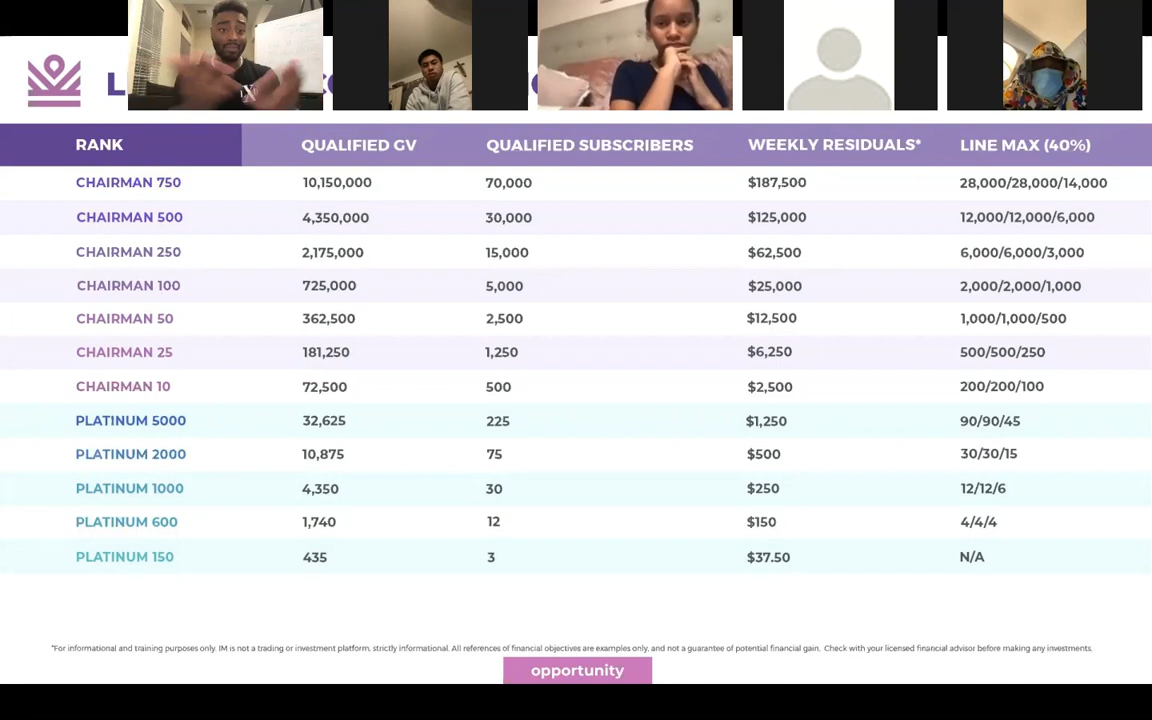 RANK QUALIFIED GV QUALIFIED SUBSCRIBERS WEEKLY RESIDUALS* LINE MAX (40%)
CHAIRMAN 750 10,150,000 70,000 $187,500 28,000/28,000/14,000
CHAIRMAN 500 4,350,000 30,000 $125,000 12,000/12,000/6,000
CHAIRMAN 250 2,175,000 15,000 $62,500 6,000/6,000/3,000
CHAIRMAN 100 725,000 5,000 $25,000 2,000/2,000/1,000
CHAIRMAN 50 362,500 2,500 $12,500 1,000/1,000/500
CHAIRMAN 25 181,250 1,250 $6,250 500/500/250
CHAIRMAN 10 72,500 500 $2,500 200/200/100
PLATINUM 5000 32,625 225 $1,250 90/90/45
PLATINUM 2000 10,875 75 $500 30/30/15
PLATINUM 1000 4,350 30 $250 12/12/6
PLATINUM 600 1,740 12 $150 4/4/4
PLATINUM 150 435 3 $37.50 N/A
*For informational and training purposes only. IM is not a trading or investment platform, strictly informational. All references of financial objectives are examples only, and not a guarantee of potential financial gain. Check with your licensed financial advisor before making any investments.
opportunity